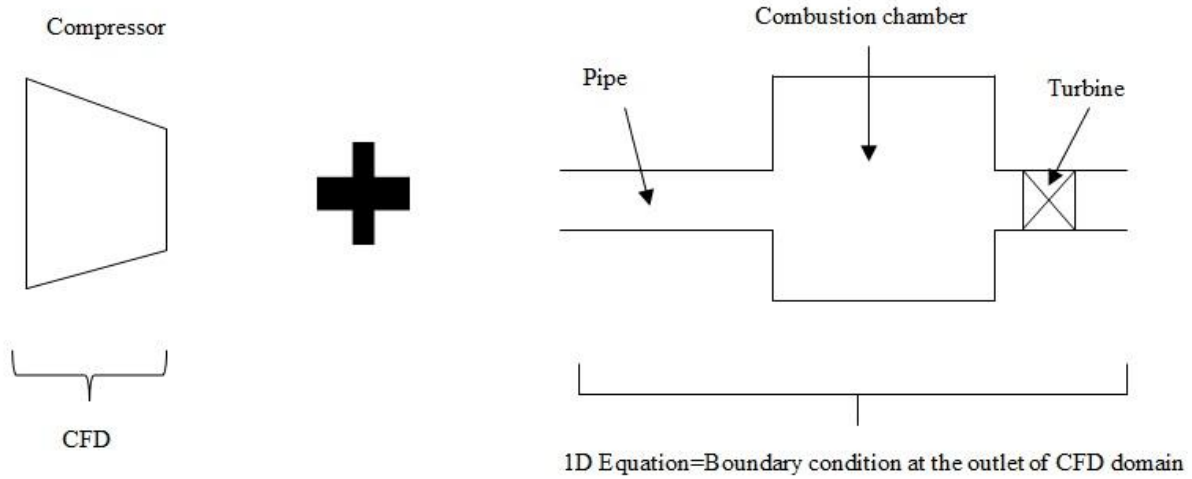 Compressor
Combustion chamber
Pipe
Turbine
CFD
1D Equation=Boundary condition at the outlet of CFD domain